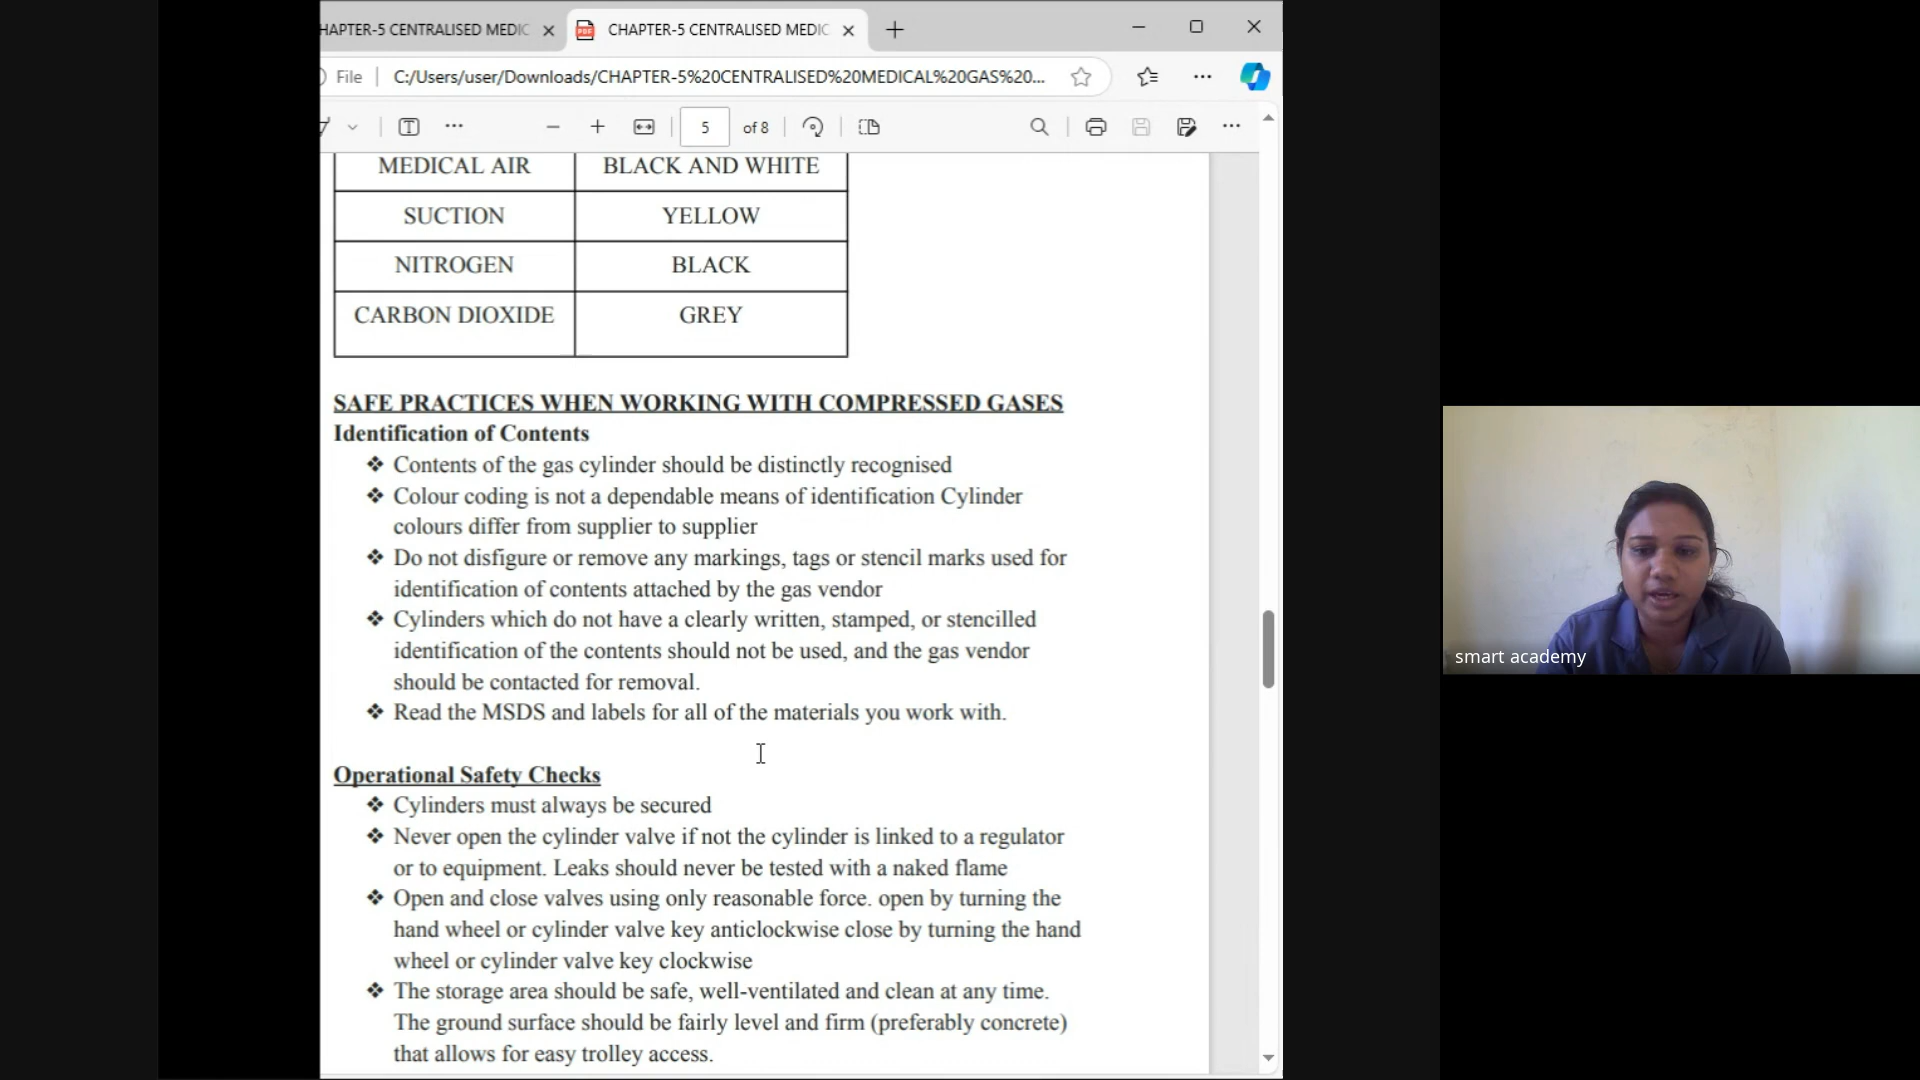 HAPTER-5 CENTRALISED MEDIC
CHAPTER-5 CENTRALISED MEDIC
File
C:/Users/user/Downloads/CHAPTER-5%20CENTRALISED%20MEDICAL%20GAS%20...
5 of 8
MEDICAL AIR BLACK AND WHITE
SUCTION YELLOW
NITROGEN BLACK
CARBON DIOXIDE GREY
SAFE PRACTICES WHEN WORKING WITH COMPRESSED GASES
Identification of Contents
❖ Contents of the gas cylinder should be distinctly recognised
❖ Colour coding is not a dependable means of identification Cylinder
colours differ from supplier to supplier
❖ Do not disfigure or remove any markings, tags or stencil marks used for
identification of contents attached by the gas vendor
❖ Cylinders which do not have a clearly written, stamped, or stencilled
identification of the contents should not be used, and the gas vendor
should be contacted for removal.
❖ Read the MSDS and labels for all of the materials you work with.
Operational Safety Checks
❖ Cylinders must always be secured
❖ Never open the cylinder valve if not the cylinder is linked to a regulator
or to equipment. Leaks should never be tested with a naked flame
❖ Open and close valves using only reasonable force. open by turning the
hand wheel or cylinder valve key anticlockwise close by turning the hand
wheel or cylinder valve key clockwise
❖ The storage area should be safe, well-ventilated and clean at any time.
The ground surface should be fairly level and firm (preferably concrete)
that allows for easy trolley access.
smart academy